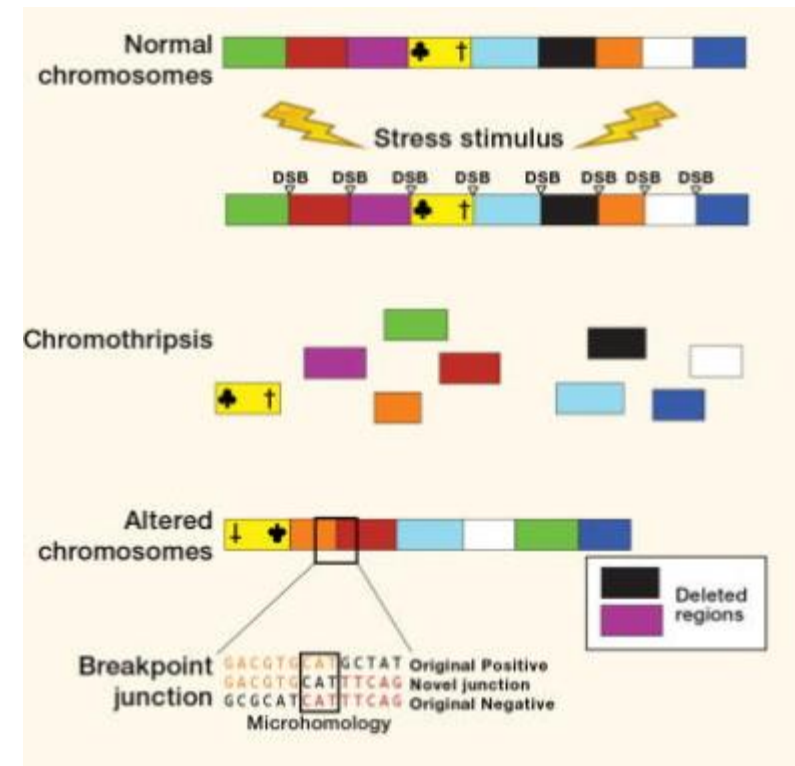 Normal
chromosomes
♣ †
Stress stimulus
DSB DSB DSB DSB DSB DSB DSB DSB
♣ †
Chromothripsis
♣ †
Altered
chromosomes
† ♣
Deleted
regions
Breakpoint
junction
GACGTGCATGCTAT Original Positive
GACGTGCATTTCAG Novel junction
GCGCATCATTTCAG Original Negative
Microhomology